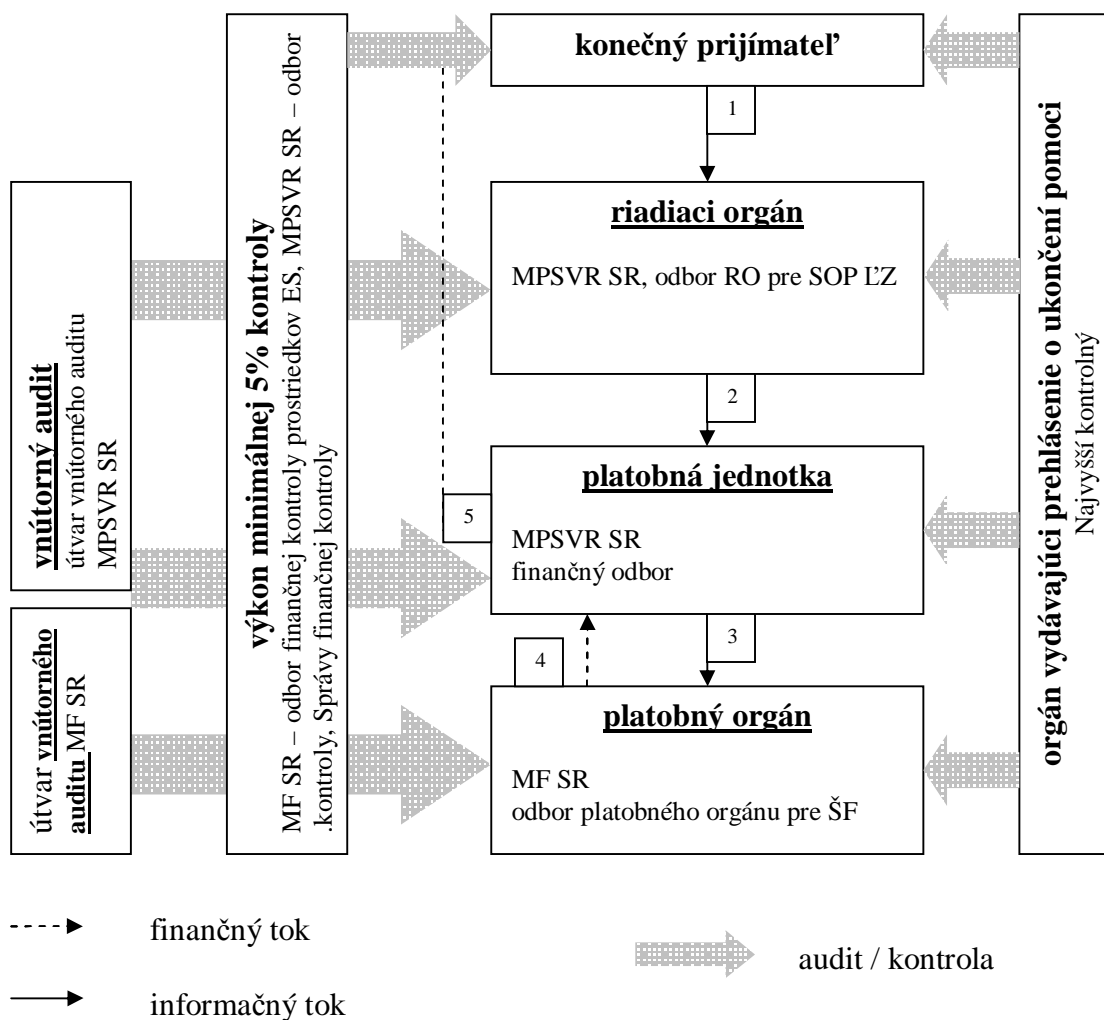 konečný prijímateľ
1
riadiaci orgán
MPSVR SR, odbor RO pre SOP ĽZ
2
platobná jednotka
MPSVR SR
finančný odbor
5
4
3
platobný orgán
MF SR
odbor platobného orgánu pre ŠF
vnútorný audit
útvar vnútorného auditu
MPSVR SR
útvar vnútorného
auditu MF SR
výkon minimálnej 5% kontroly
MF SR – odbor finančnej kontroly prostriedkov ES, MPSVR SR – odbor
.kontroly, Správy finančnej kontroly
orgán vydávajúci prehlásenie o ukončení pomoci
Najvyšší kontrolný
finančný tok
audit / kontrola
informačný tok